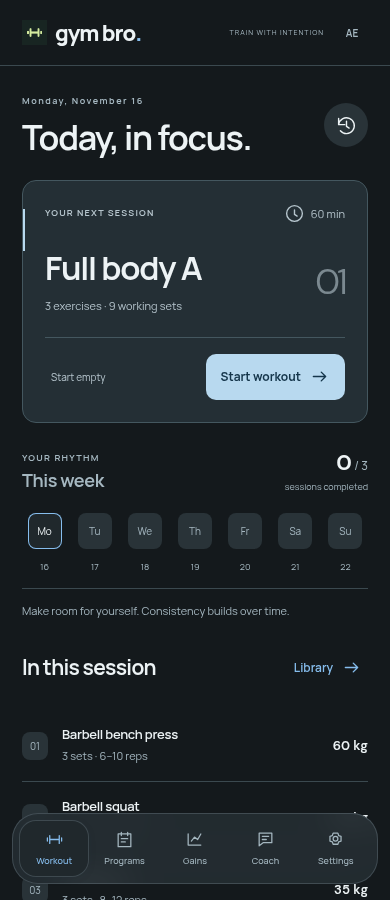 gym bro.
TRAIN WITH INTENTION
AE
Monday, November 16
Today, in focus.
YOUR NEXT SESSION
60 min
Full body A
01
3 exercises · 9 working sets
Start empty
Start workout
YOUR RHYTHM
0 / 3
This week
sessions completed
Mo Tu We Th Fr Sa Su
16 17 18 19 20 21 22
Make room for yourself. Consistency builds over time.
In this session
Library
01
Barbell bench press
60 kg
3 sets · 6–10 reps
Barbell squat
Workout Programs Gains Coach Settings
03
35 kg